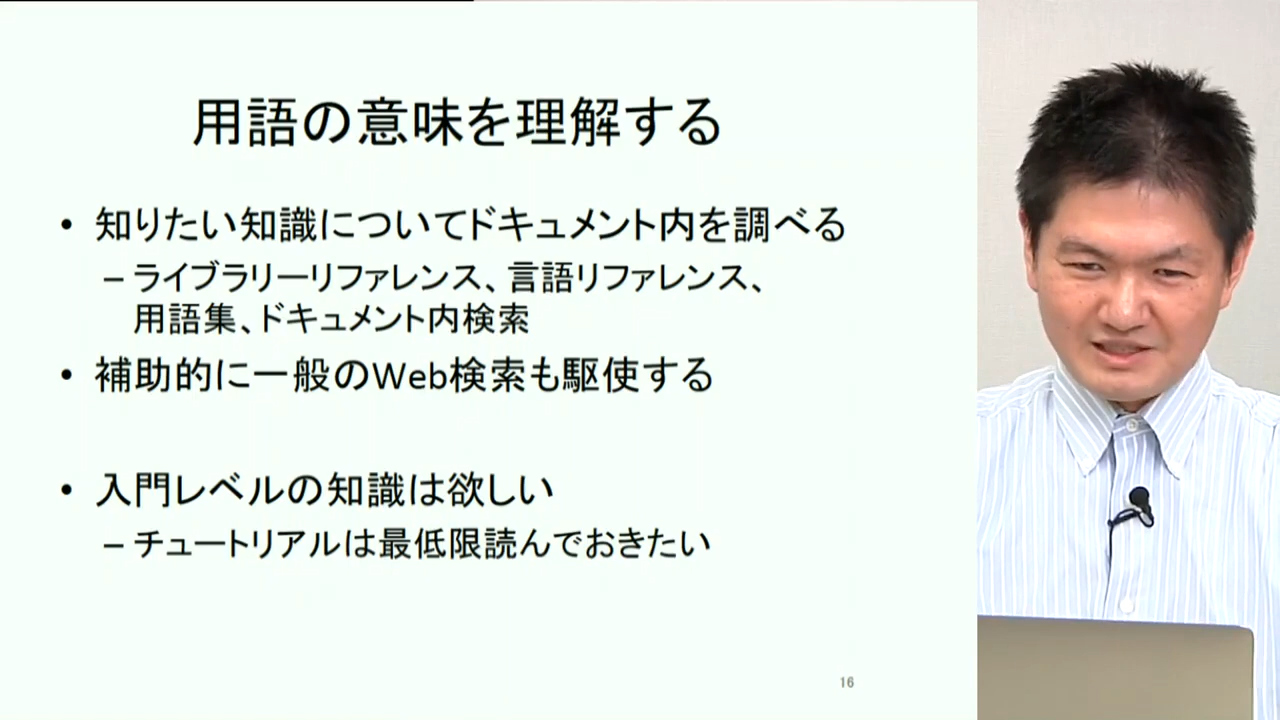 用語の意味を理解する
• 知りたい知識についてドキュメント内を調べる
– ライブラリーリファレンス、言語リファレンス、
用語集、ドキュメント内検索
• 補助的に一般のWeb検索も駆使する
• 入門レベルの知識は欲しい
– チュートリアルは最低限読んでおきたい
16